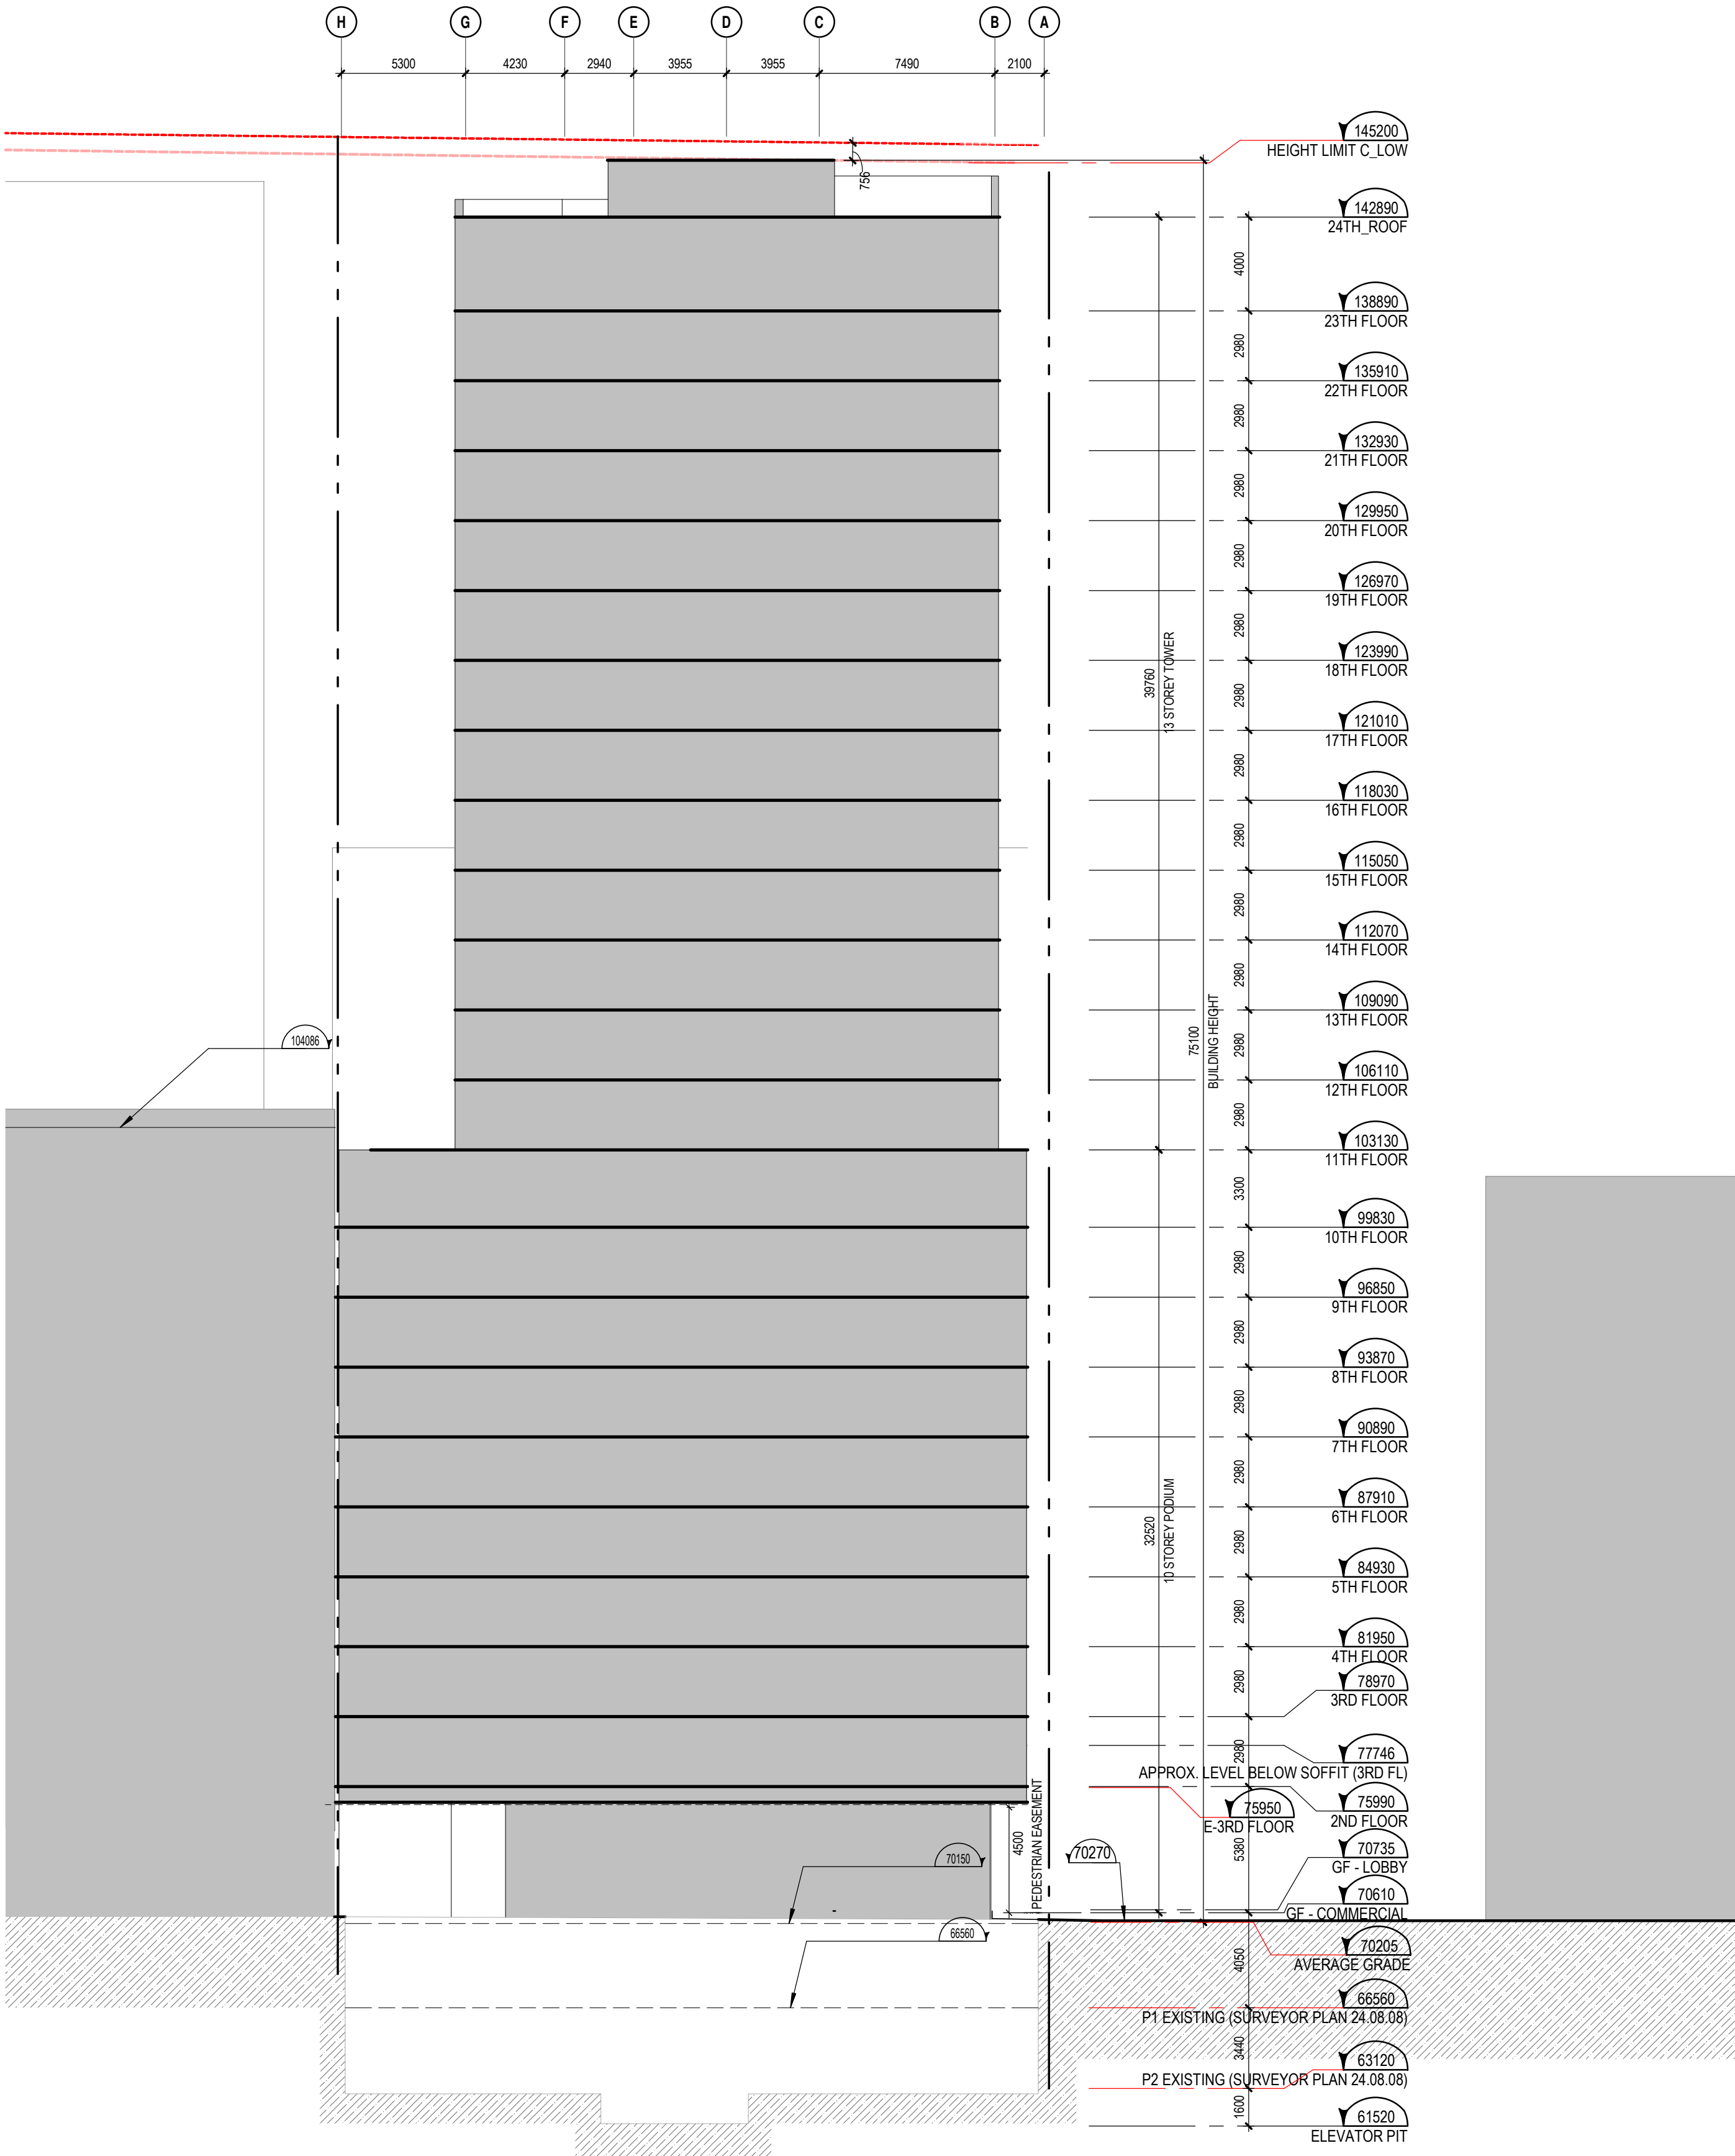 H G F E D C B A
5300 4230 2940 3955 3955 7490 2100
145200
HEIGHT LIMIT C_LOW
756
142890
24TH_ROOF
4000
138890
23TH FLOOR
2980
135910
22TH FLOOR
2980
132930
21TH FLOOR
2980
129950
20TH FLOOR
2980
126970
19TH FLOOR
2980
123990
18TH FLOOR
39760
13 STOREY TOWER
2980
121010
17TH FLOOR
2980
118030
16TH FLOOR
2980
115050
15TH FLOOR
2980
112070
14TH FLOOR
2980
109090
13TH FLOOR
104086
75100
BUILDING HEIGHT
2980
106110
12TH FLOOR
2980
103130
11TH FLOOR
3300
99830
10TH FLOOR
2980
96850
9TH FLOOR
2980
93870
8TH FLOOR
2980
90890
7TH FLOOR
2980
87910
6TH FLOOR
32520
10 STOREY PODIUM
2980
84930
5TH FLOOR
2980
81950
4TH FLOOR
2980
78970
3RD FLOOR
2980
77746
APPROX. LEVEL BELOW SOFFIT (3RD FL)
75990
2ND FLOOR
75950
E-3RD FLOOR
4500
PEDESTRIAN EASEMENT
5380
70150
70270
70735
GF - LOBBY
70610
GF - COMMERCIAL
66560
70205
AVERAGE GRADE
4050
66560
P1 EXISTING (SURVEYOR PLAN 24.08.08)
3440
63120
P2 EXISTING (SURVEYOR PLAN 24.08.08)
1600
61520
ELEVATOR PIT